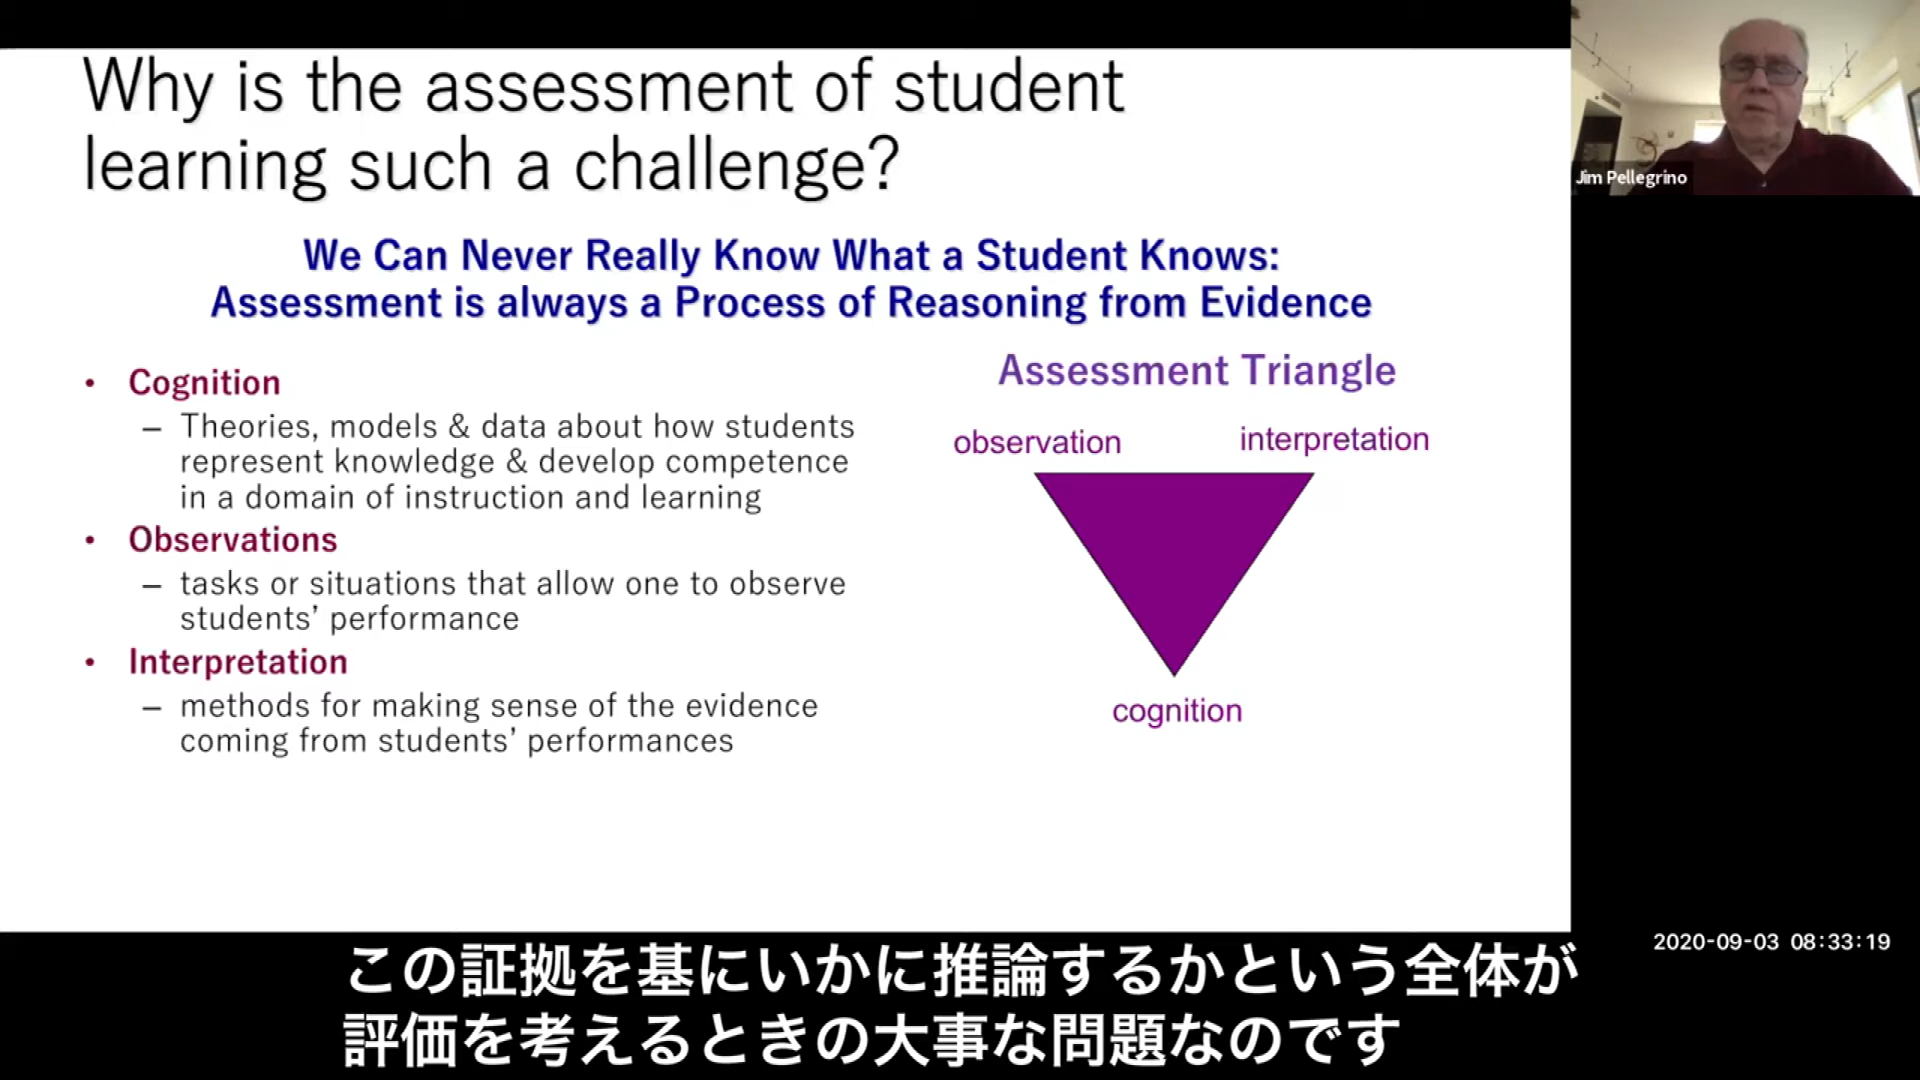 Why is the assessment of student
learning such a challenge?
We Can Never Really Know What a Student Knows:
Assessment is always a Process of Reasoning from Evidence
• Cognition
– Theories, models & data about how students
represent knowledge & develop competence
in a domain of instruction and learning
• Observations
– tasks or situations that allow one to observe
students’ performance
• Interpretation
– methods for making sense of the evidence
coming from students’ performances
Assessment Triangle
observation
interpretation
cognition
Jim Pellegrino
2020-09-03 08:33:19
この証拠を基にいかに推論するかという全体が
評価を考えるときの大事な問題なのです